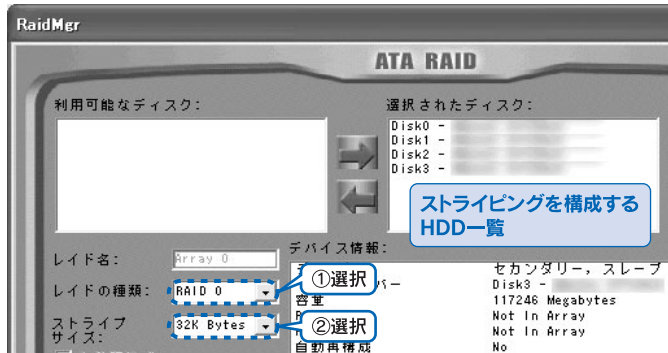 RaidMgr
ATA RAID
利用可能なディスク:
選択されたディスク:
Disk0 -
Disk1 -
Disk2 -
Disk3 -
ストライピングを構成する
HDD一覧
デバイス情報:
レイド名:
Array 0
セカンダリー, スレーブ
①選択
バー
Disk3 -
レイドの種類:
RAID 0
容量
117246 Megabytes
Not In Array
ストライプ
サイズ:
32K Bytes
②選択
Not In Array
自動再構成
No